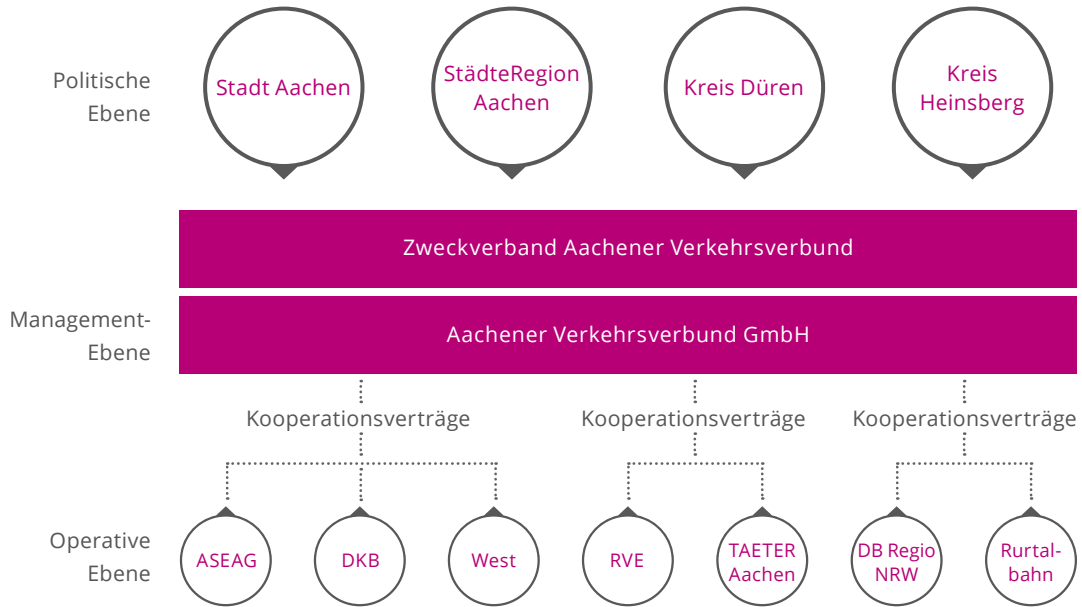 Politische
Ebene
Stadt Aachen
StädteRegion
Aachen
Kreis Düren
Kreis
Heinsberg
Zweckverband Aachener Verkehrsverbund
Management-
Ebene
Aachener Verkehrsverbund GmbH
Kooperationsverträge
Kooperationsverträge
Kooperationsverträge
Operative
Ebene
ASEAG
DKB
West
RVE
TAETER
Aachen
DB Regio
NRW
Rurtal-
bahn